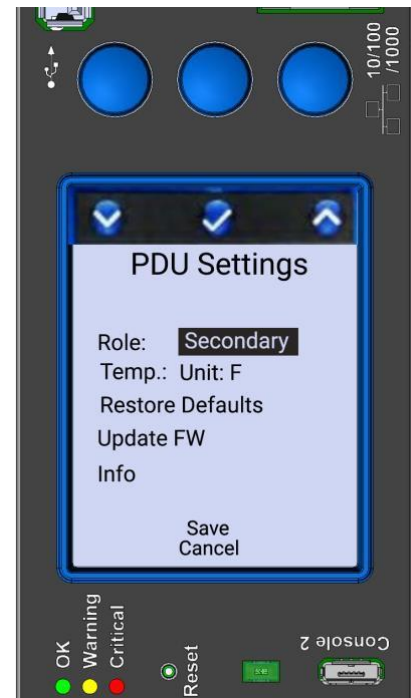 10/100
/1000
PDU Settings
Role: Secondary
Temp.: Unit: F
Restore Defaults
Update FW
Info
Save
Cancel
OK
Warning
Critical
Reset
Console 2